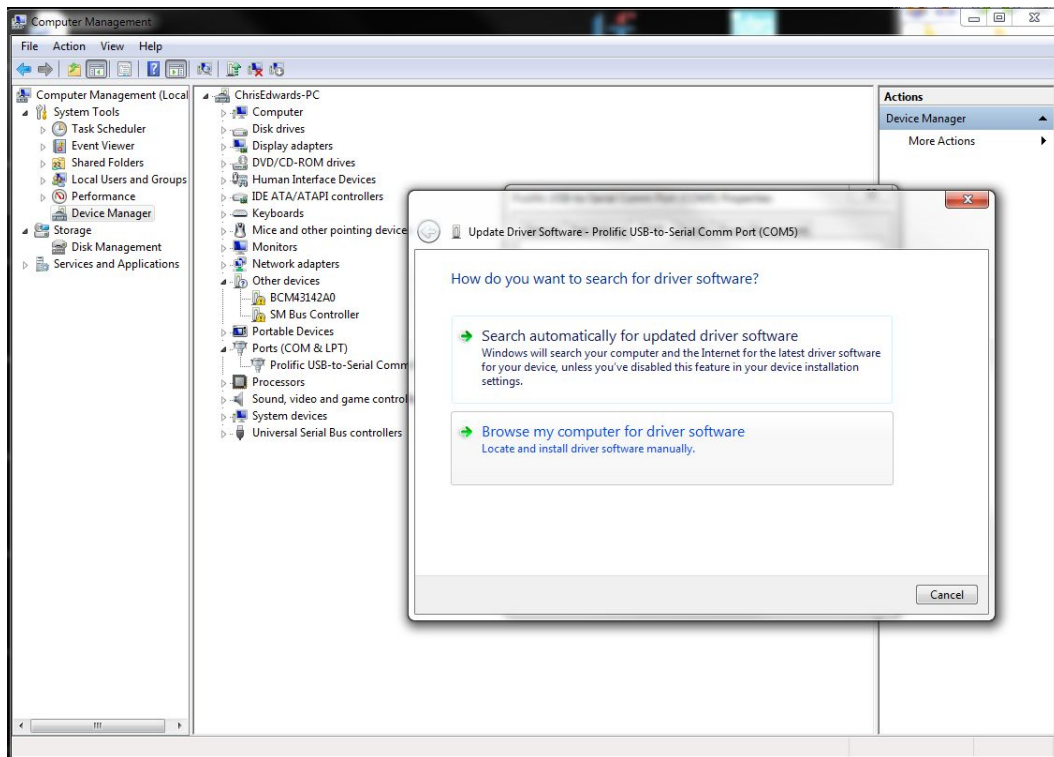 Computer Management
File Action View Help
Computer Management (Local
System Tools
Task Scheduler
Event Viewer
Shared Folders
Local Users and Groups
Performance
Device Manager
Storage
Disk Management
Services and Applications
ChrisEdwards-PC
Computer
Disk drives
Display adapters
DVD/CD-ROM drives
Human Interface Devices
IDE ATA/ATAPI controllers
Keyboards
Mice and other pointing device
Monitors
Network adapters
Other devices
BCM43142A0
SM Bus Controller
Portable Devices
Ports (COM & LPT)
Prolific USB-to-Serial Comm
Processors
Sound, video and game control
System devices
Universal Serial Bus controllers
Actions
Device Manager
More Actions
Prolific USB-to-Serial Comm Port (COM5) Properties
Update Driver Software - Prolific USB-to-Serial Comm Port (COM5)
How do you want to search for driver software?
Search automatically for updated driver software
Windows will search your computer and the Internet for the latest driver software
for your device, unless you've disabled this feature in your device installation
settings.
Browse my computer for driver software
Locate and install driver software manually.
Cancel